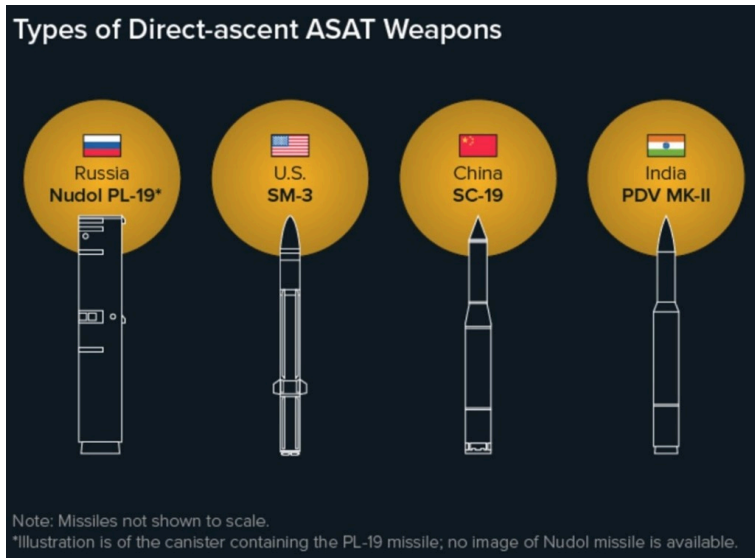 Types of Direct-ascent ASAT Weapons
Russia
Nudol PL-19*
U.S.
SM-3
China
SC-19
India
PDV MK-II
Note: Missiles not shown to scale.
*Illustration is of the canister containing the PL-19 missile; no image of Nudol missile is available.